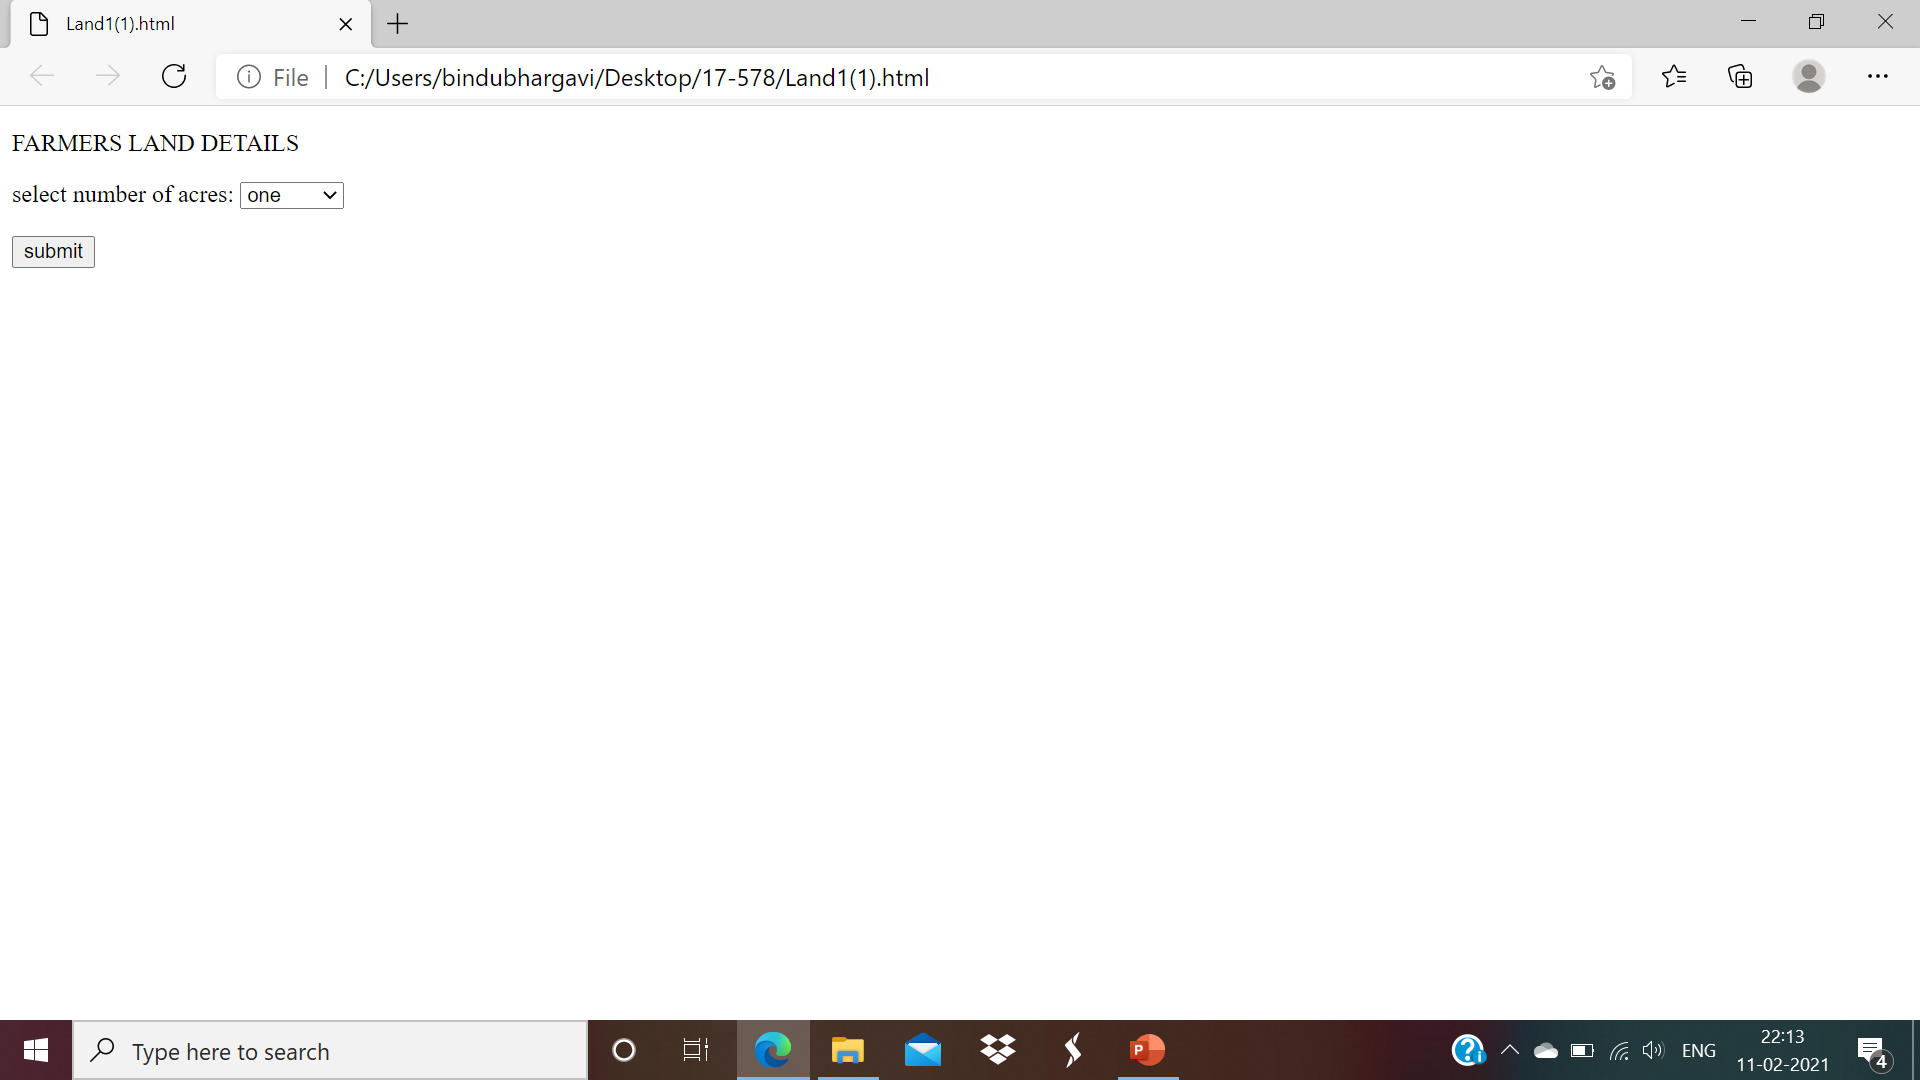 Land1(1).html
File | C:/Users/bindubhargavi/Desktop/17-578/Land1(1).html
FARMERS LAND DETAILS
select number of acres: one
submit
Type here to search
P
ENG
22:13
11-02-2021
4